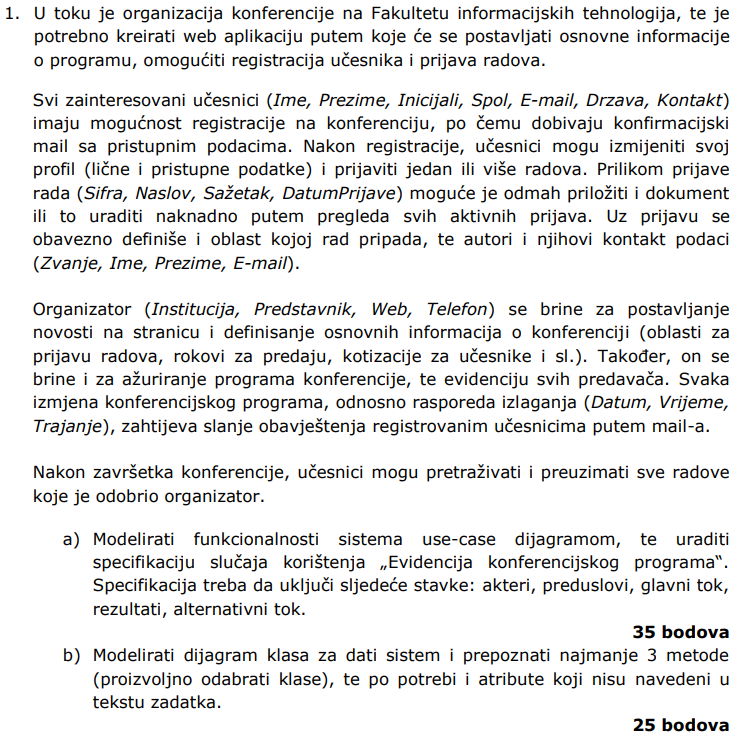 1. U toku je organizacija konferencije na Fakultetu informacijskih tehnologija, te je
potrebno kreirati web aplikaciju putem koje će se postavljati osnovne informacije
o programu, omogućiti registracija učesnika i prijava radova.
Svi zainteresovani učesnici (Ime, Prezime, Inicijali, Spol, E-mail, Drzava, Kontakt)
imaju mogućnost registracije na konferenciju, po čemu dobivaju konfirmacijski
mail sa pristupnim podacima. Nakon registracije, učesnici mogu izmijeniti svoj
profil (lične i pristupne podatke) i prijaviti jedan ili više radova. Prilikom prijave
rada (Sifra, Naslov, Sažetak, DatumPrijave) moguće je odmah priložiti i dokument
ili to uraditi naknadno putem pregleda svih aktivnih prijava. Uz prijavu se
obavezno definiše i oblast kojoj rad pripada, te autori i njihovi kontakt podaci
(Zvanje, Ime, Prezime, E-mail).
Organizator (Institucija, Predstavnik, Web, Telefon) se brine za postavljanje
novosti na stranicu i definisanje osnovnih informacija o konferenciji (oblasti za
prijavu radova, rokovi za predaju, kotizacije za učesnike i sl.). Također, on se
brine i za ažuriranje programa konferencije, te evidenciju svih predavača. Svaka
izmjena konferencijskog programa, odnosno rasporeda izlaganja (Datum, Vrijeme,
Trajanje), zahtijeva slanje obavještenja registrovanim učesnicima putem mail-a.
Nakon završetka konferencije, učesnici mogu pretraživati i preuzimati sve radove
koje je odobrio organizator.
a) Modelirati funkcionalnosti sistema use-case dijagramom, te uraditi
specifikaciju slučaja korištenja „Evidencija konferencijskog programa“.
Specifikacija treba da uključi sljedeće stavke: akteri, preduslovi, glavni tok,
rezultati, alternativni tok.
35 bodova
b) Modelirati dijagram klasa za dati sistem i prepoznati najmanje 3 metode
(proizvoljno odabrati klase), te po potrebi i atribute koji nisu navedeni u
tekstu zadatka.
25 bodova